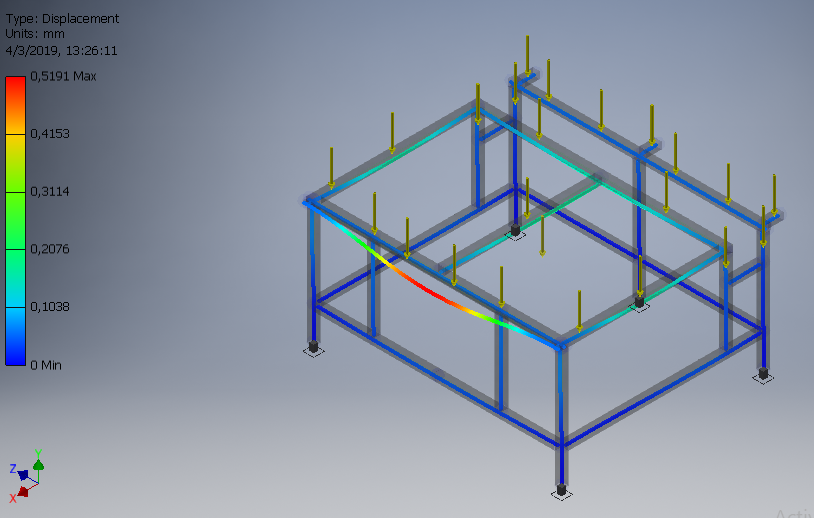 Type: Displacement
Units: mm
4/3/2019, 13:26:11
0,5191 Max
0,4153
0,3114
0,2076
0,1038
0 Min
Y
Z
X